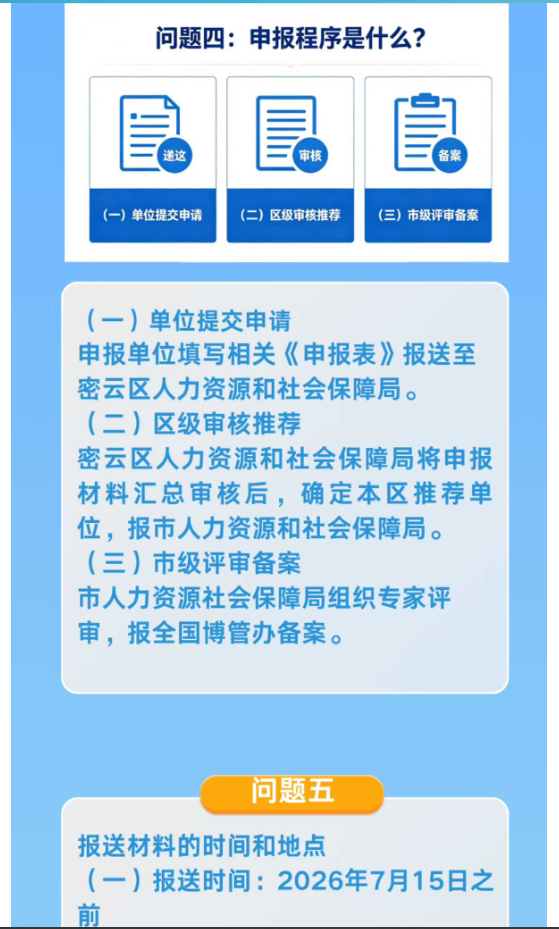 问题四：申报程序是什么？
递这
审核
备案
（一）单位提交申请
（二）区级审核推荐
（三）市级评审备案
（一）单位提交申请
申报单位填写相关《申报表》报送至
密云区人力资源和社会保障局。
（二）区级审核推荐
密云区人力资源和社会保障局将申报
材料汇总审核后，确定本区推荐单
位，报市人力资源和社会保障局。
（三）市级评审备案
市人力资源社会保障局组织专家评
审，报全国博管办备案。
问题五
报送材料的时间和地点
（一）报送时间：2026年7月15日之
前